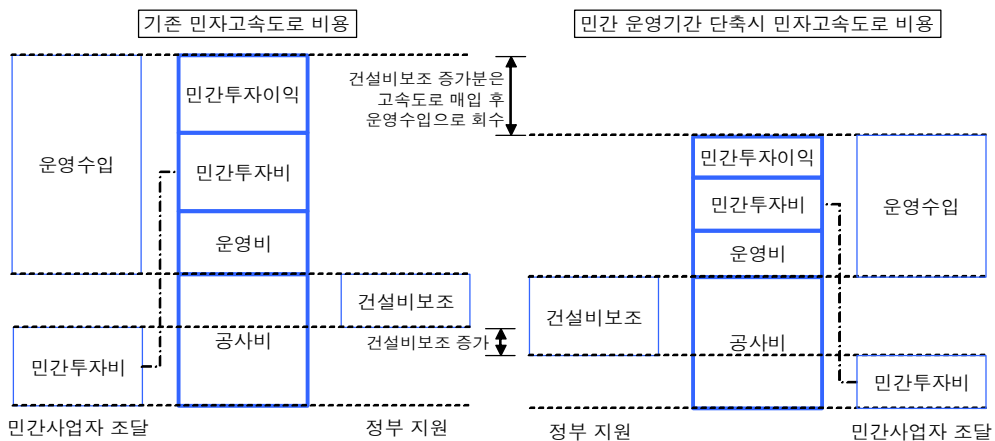 기존 민자고속도로 비용
민간 운영기간 단축시 민자고속도로 비용
운영수입
민간투자비
민간투자이익
민간투자비
운영비
공사비
건설비보조
건설비보조 증가분은
고속도로 매입 후
운영수입으로 회수
건설비보조 증가
건설비보조
민간투자이익
민간투자비
운영비
공사비
운영수입
민간투자비
민간사업자 조달
정부 지원
정부 지원
민간사업자 조달